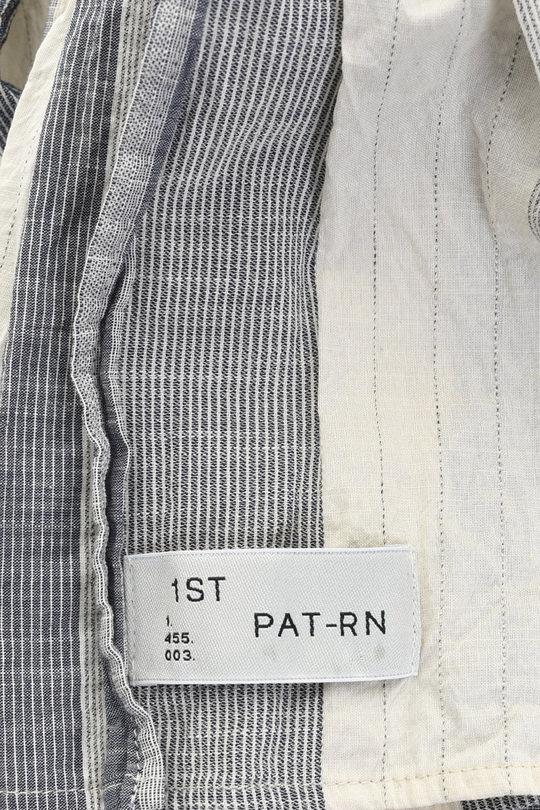 1ST
PAT-RN
1.
455.
003.